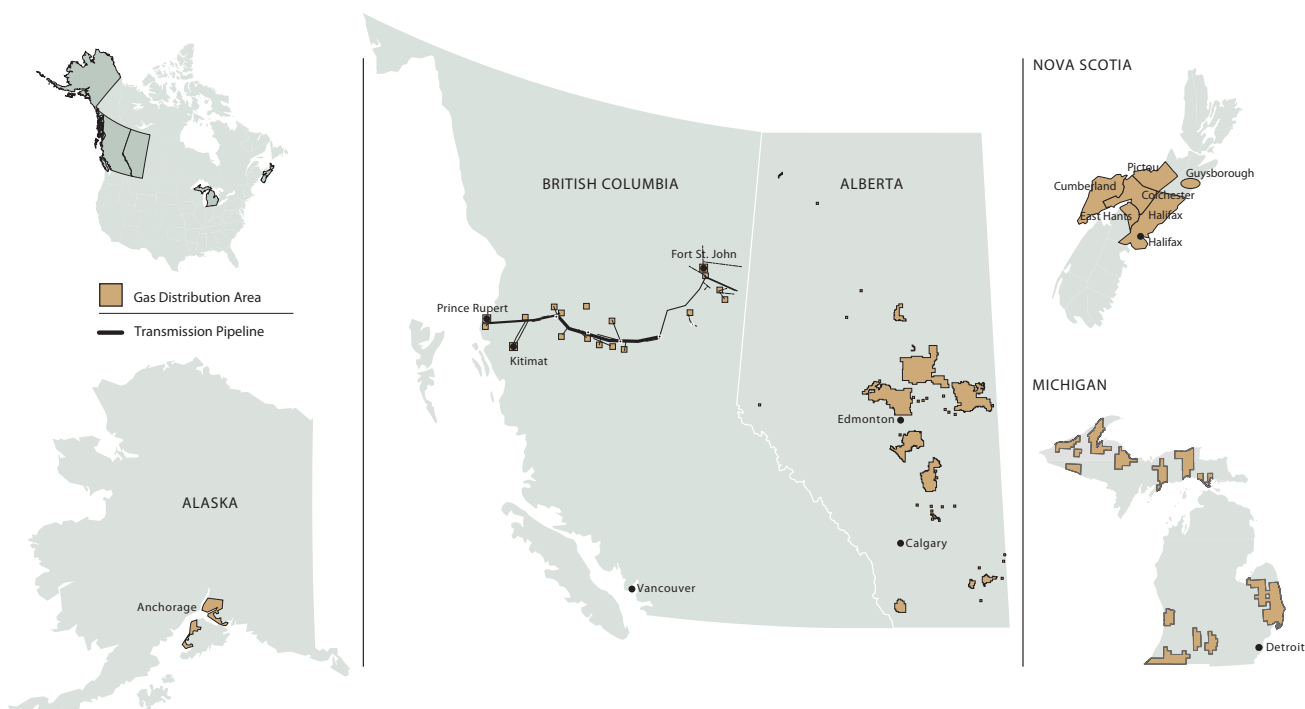 Gas Distribution Area
Transmission Pipeline
ALASKA
Anchorage
BRITISH COLUMBIA
ALBERTA
Fort St. John
Prince Rupert
Kitimat
Edmonton
Calgary
Vancouver
NOVA SCOTIA
Pictou
Guysborough
Cumberland
Colchester
East Hants
Halifax
Halifax
MICHIGAN
Detroit